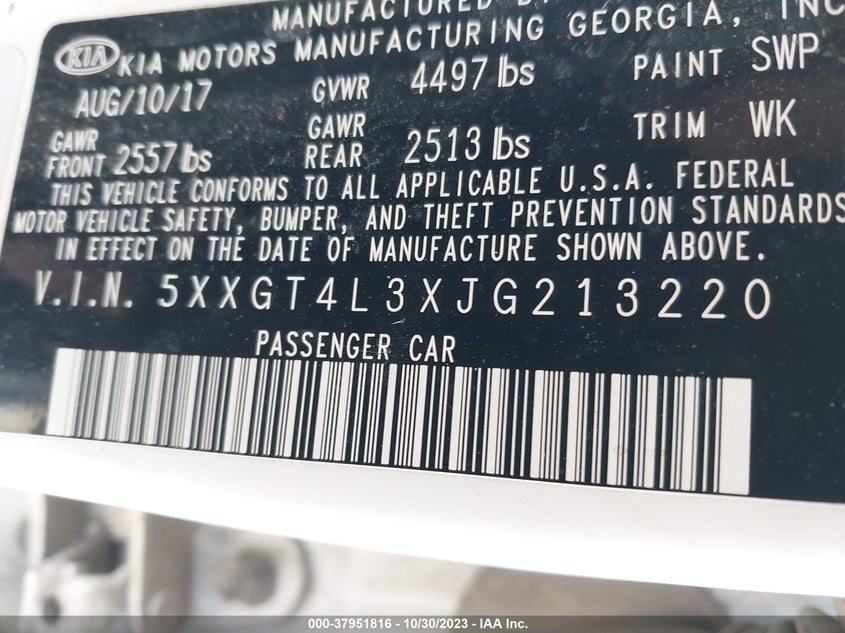 MANUFACTURED BY
KIA KIA MOTORS MANUFACTURING GEORGIA, INC
AUG/10/17 GVWR 4497 lbs PAINT SWP
GAWR FRONT 2557 lbs GAWR REAR 2513 lbs TRIM WK
THIS VEHICLE CONFORMS TO ALL APPLICABLE U.S.A. FEDERAL
MOTOR VEHICLE SAFETY, BUMPER, AND THEFT PREVENTION STANDARDS
IN EFFECT ON THE DATE OF MANUFACTURE SHOWN ABOVE.
V.I.N. 5XXGT4L3XJG213220
PASSENGER CAR
000-37951816 - 10/30/2023 - IAA Inc.